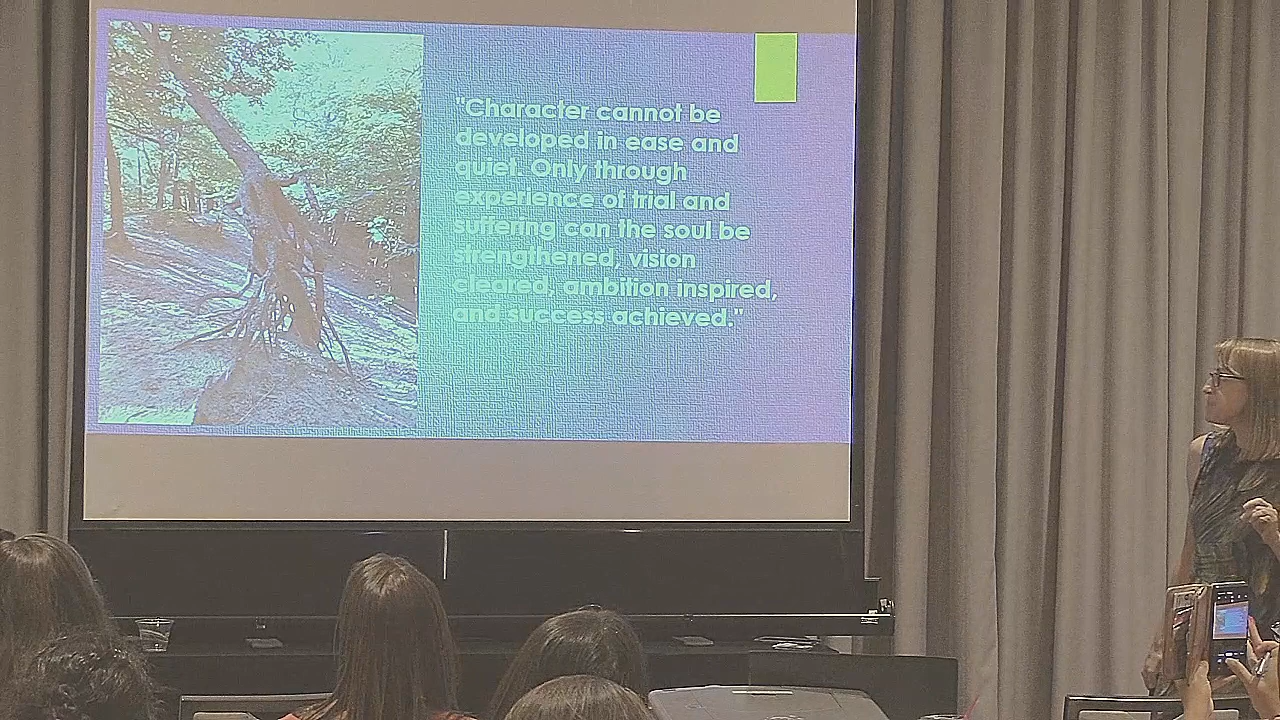 "Character cannot be
developed in ease and
quiet. Only through
experience of trial and
suffering can the soul be
strengthened, vision
cleared, ambition inspired,
and success achieved."